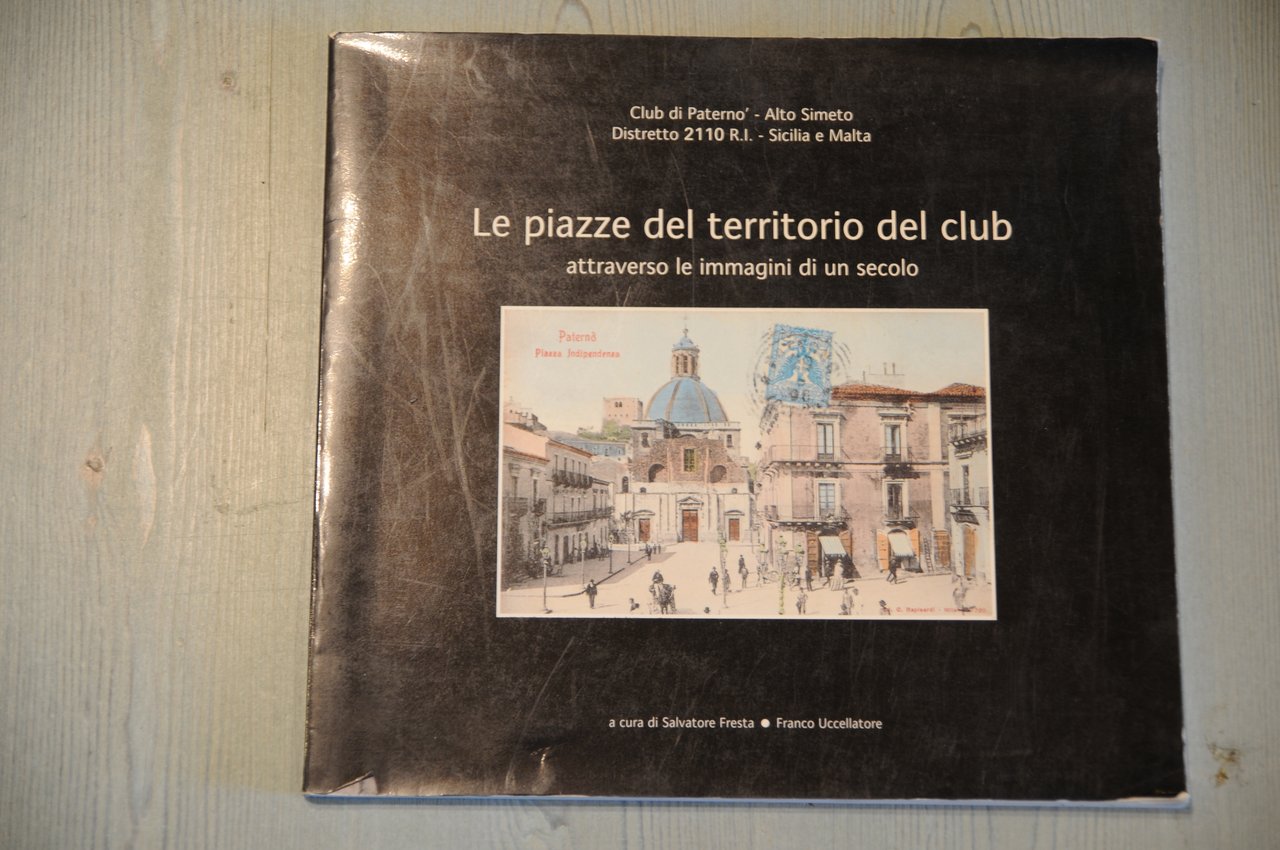 Club di Paterno' - Alto Simeto
Distretto 2110 R.I. - Sicilia e Malta
Le piazze del territorio del club
attraverso le immagini di un secolo
Paternò
Piazza Indipendenza
C. Rapisardi
a cura di Salvatore Fresta ● Franco Uccellatore